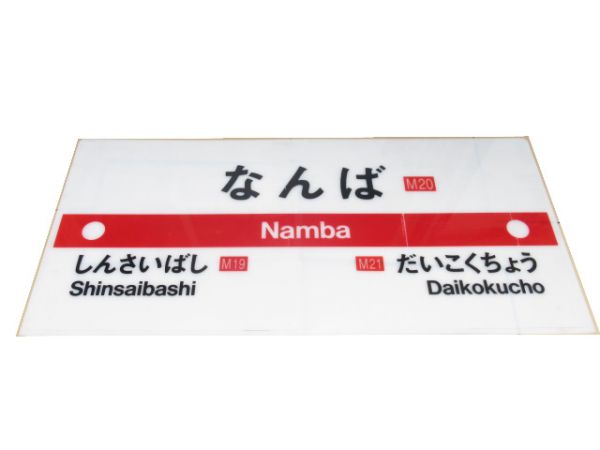 なんば M20
Namba
しんさいばし M19 M21 だいこくちょう
Shinsaibashi Daikokucho